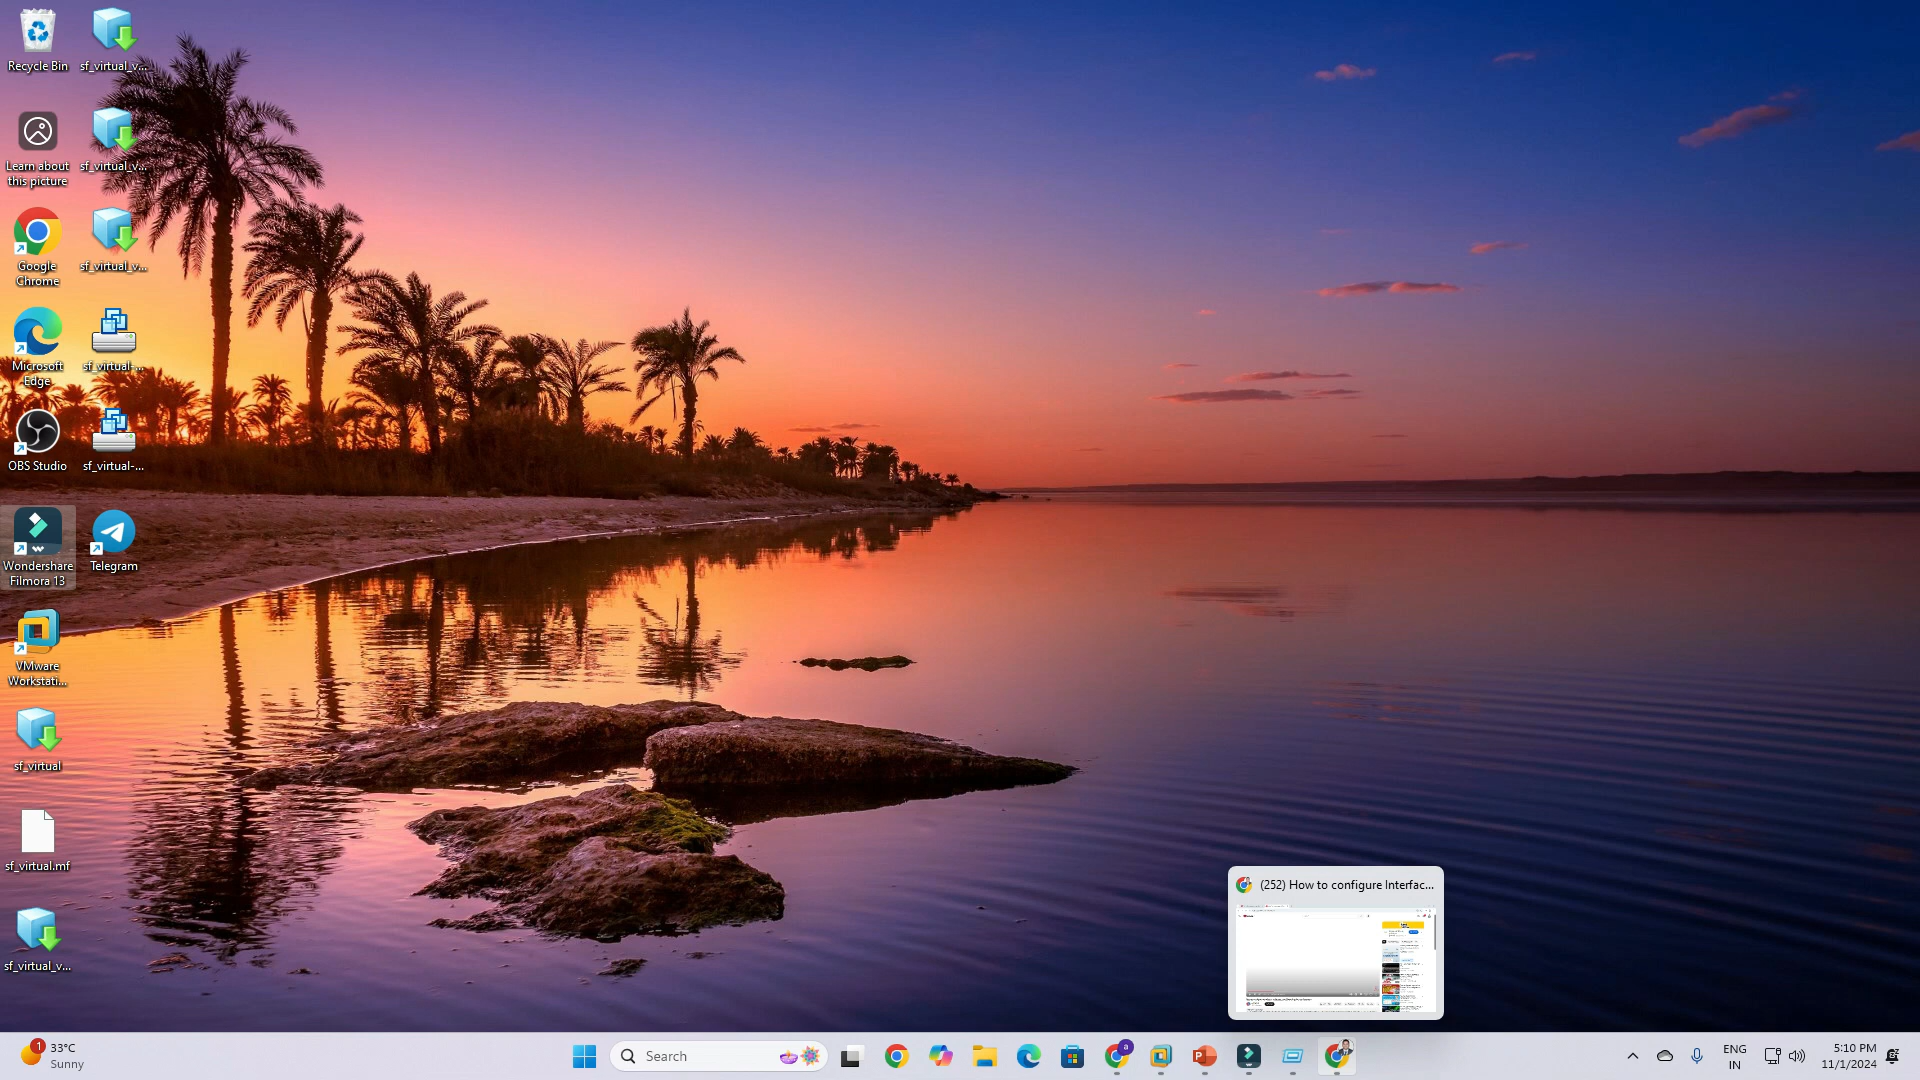 Recycle Bin
sf_virtual_v...
Learn about
this picture
sf_virtual_v...
Google
Chrome
sf_virtual_v...
Microsoft
Edge
sf_virtual-...
OBS Studio
sf_virtual-...
Wondershare
Filmora 13
Telegram
VMware
Workstati...
sf_virtual
sf_virtual.mf
sf_virtual_v...
(252) How to configure Interfac...
1
33°C
Sunny
Search
a
ENG
IN
5:10 PM
11/1/2024